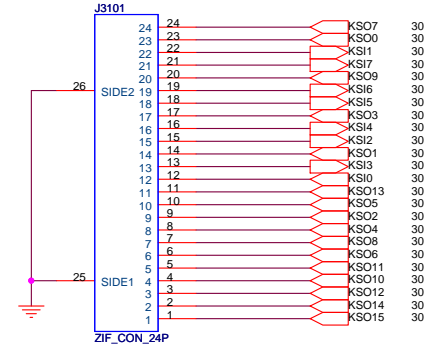 J3101
24 24 KSO7 30
23 23 KSO0 30
22 22 KSI1 30
21 21 KSI7 30
20 20 KSO9 30
26 SIDE2 19 19 KSI6 30
18 18 KSI5 30
17 17 KSO3 30
16 16 KSI4 30
15 15 KSI2 30
14 14 KSO1 30
13 13 KSI3 30
12 12 KSI0 30
11 11 KSO13 30
10 10 KSO5 30
9 9 KSO2 30
8 8 KSO4 30
7 7 KSO8 30
6 6 KSO6 30
5 5 KSO11 30
25 SIDE1 4 4 KSO10 30
3 3 KSO12 30
2 2 KSO14 30
1 1 KSO15 30
ZIF_CON_24P